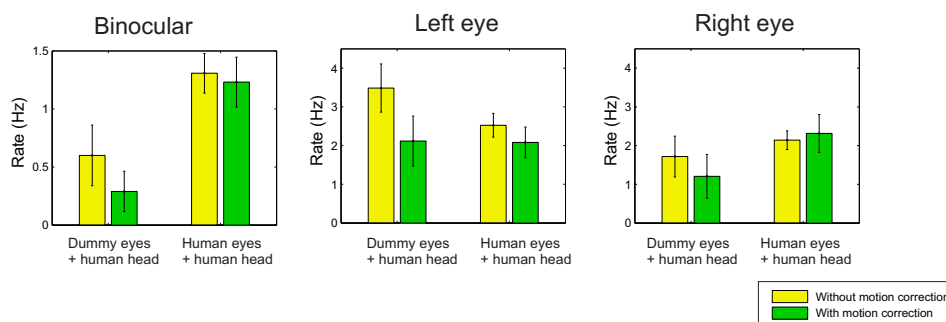 Binocular
Left eye
Right eye
Rate (Hz)
1.5
1
0.5
0
Dummy eyes
+ human head
Human eyes
+ human head
Rate (Hz)
4
3
2
1
0
Dummy eyes
+ human head
Human eyes
+ human head
Rate (Hz)
4
3
2
1
0
Dummy eyes
+ human head
Human eyes
+ human head
Without motion correction
With motion correction